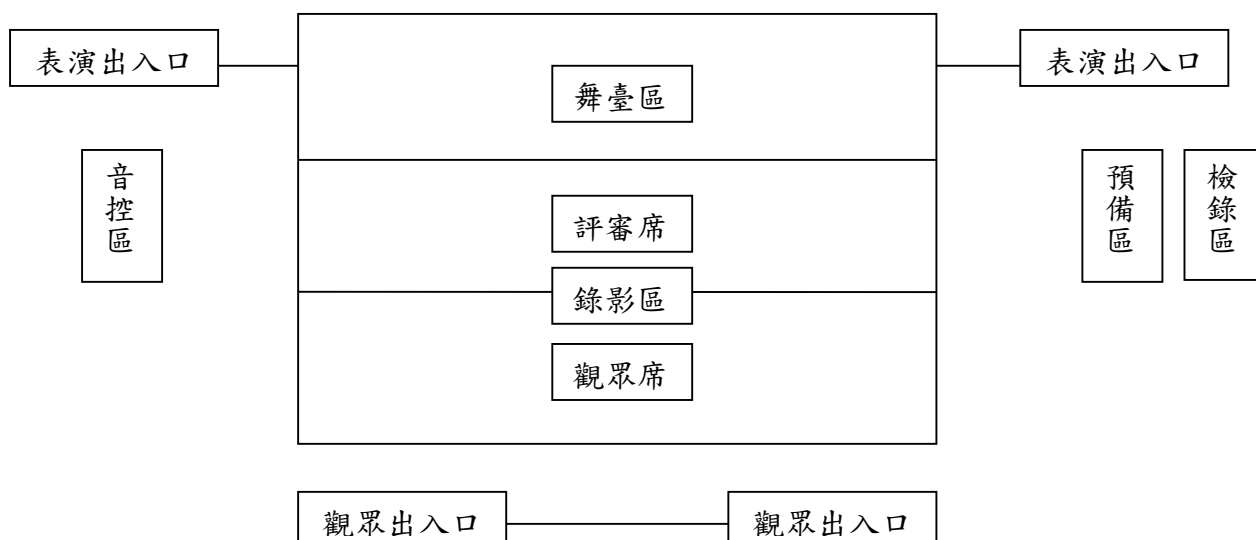 表演出入口
表演出入口
舞臺區
音控區
預備區
檢錄區
評審席
錄影區
觀眾席
觀眾出入口
觀眾出入口